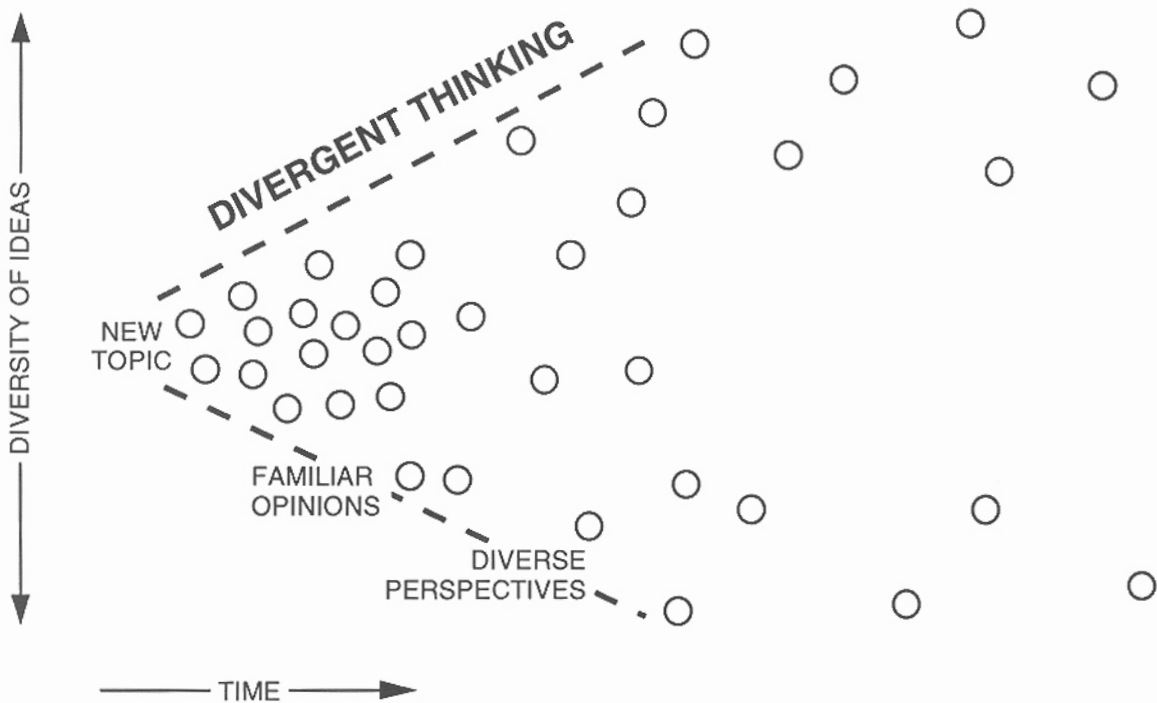 DIVERSITY OF IDEAS
DIVERGENT THINKING
NEW
TOPIC
FAMILIAR
OPINIONS
DIVERSE
PERSPECTIVES
TIME